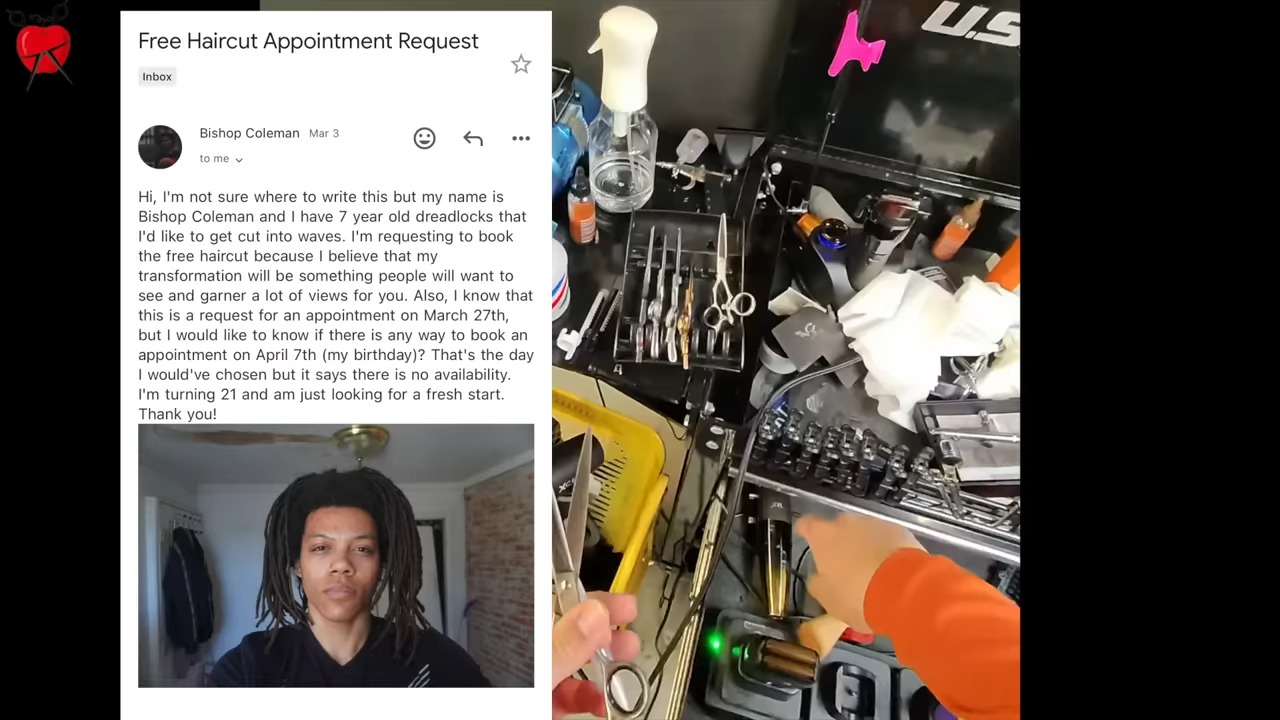 Free Haircut Appointment Request
Inbox
Bishop Coleman Mar 3
to me
Hi, I'm not sure where to write this but my name is
Bishop Coleman and I have 7 year old dreadlocks that
I'd like to get cut into waves. I'm requesting to book
the free haircut because I believe that my
transformation will be something people will want to
see and garner a lot of views for you. Also, I know that
this is a request for an appointment on March 27th,
but I would like to know if there is any way to book an
appointment on April 7th (my birthday)? That's the day
I would've chosen but it says there is no availability.
I'm turning 21 and am just looking for a fresh start.
Thank you!
U.S